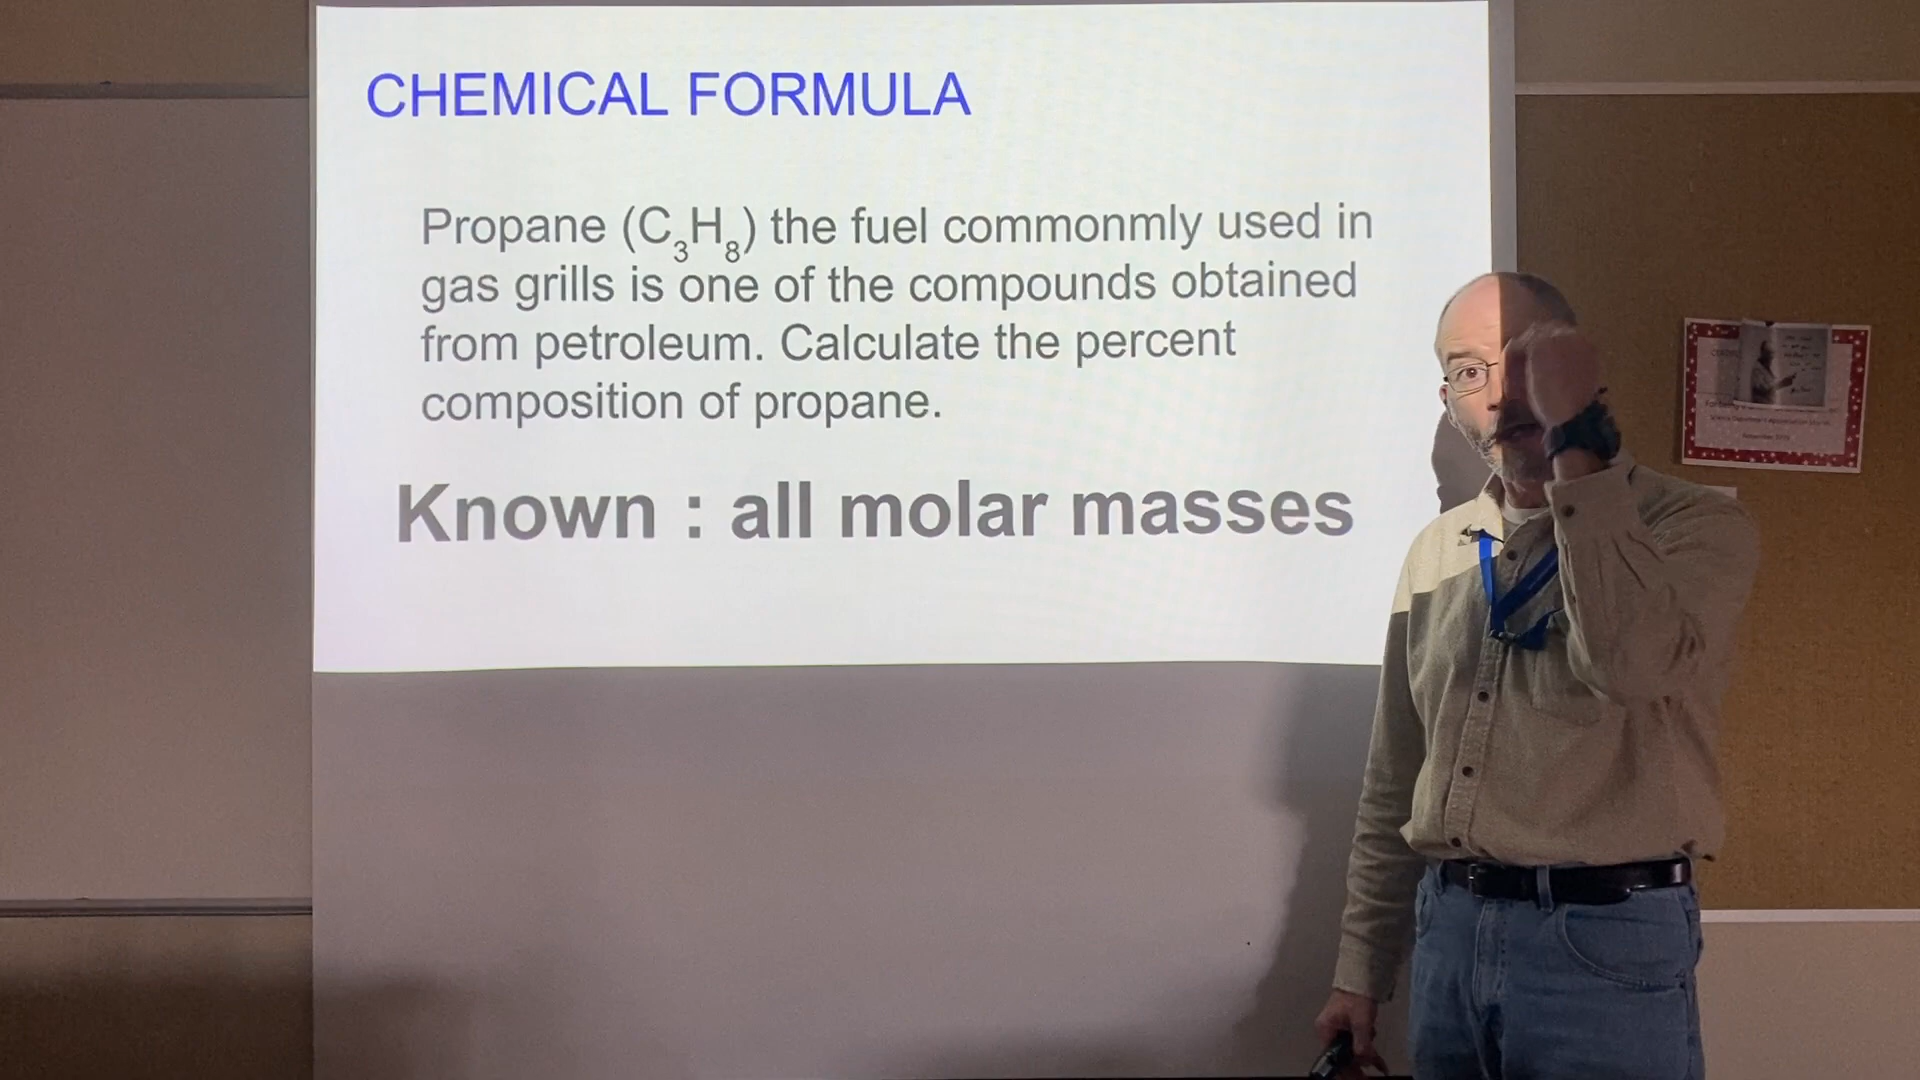 CHEMICAL FORMULA
Propane (C₃H₈) the fuel commonmly used in
gas grills is one of the compounds obtained
from petroleum. Calculate the percent
composition of propane.
Known : all molar masses